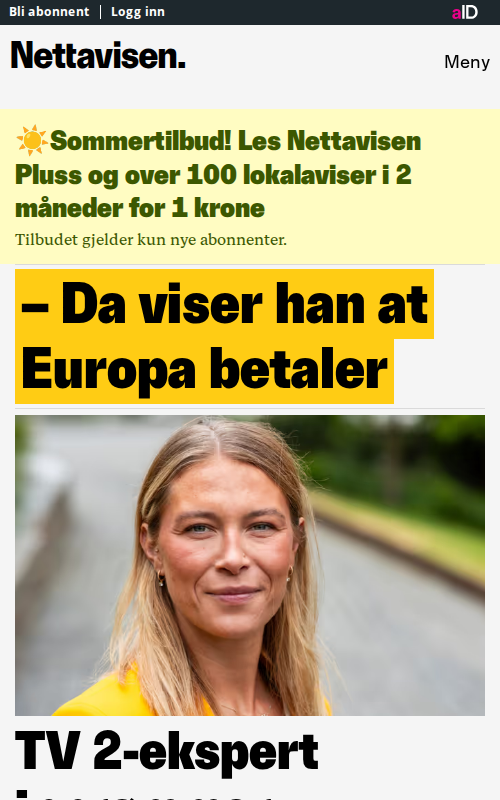 Bli abonnent | Logg inn
aID
Nettavisen.
Meny
☀️Sommertilbud! Les Nettavisen
Pluss og over 100 lokalaviser i 2
måneder for 1 krone
Tilbudet gjelder kun nye abonnenter.
– Da viser han at
Europa betaler
TV 2-ekspert